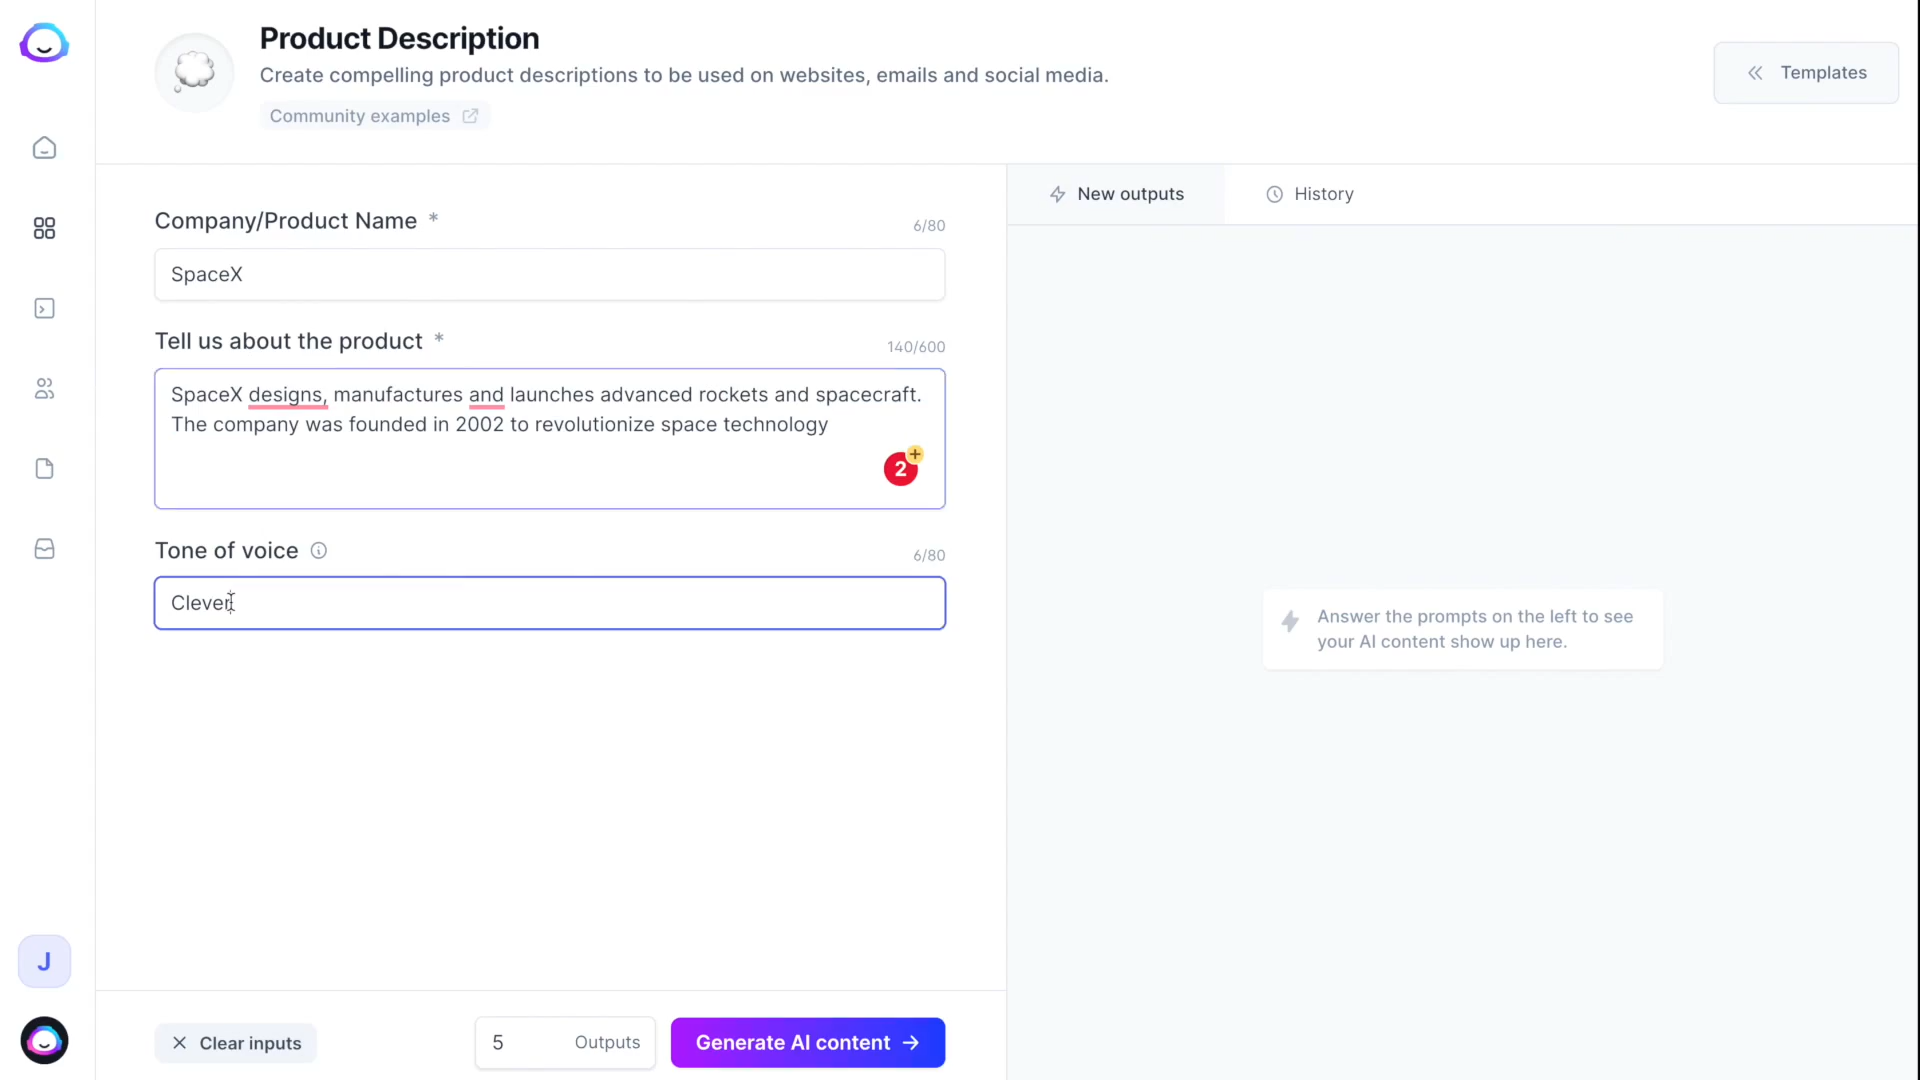 Product Description
Create compelling product descriptions to be used on websites, emails and social media.
Community examples
Templates
Company/Product Name *
6/80
SpaceX
Tell us about the product *
140/600
SpaceX designs, manufactures and launches advanced rockets and spacecraft.
The company was founded in 2002 to revolutionize space technology
2
+
Tone of voice
6/80
Clever
New outputs
History
Answer the prompts on the left to see
your AI content show up here.
J
Clear inputs
5 Outputs
Generate AI content